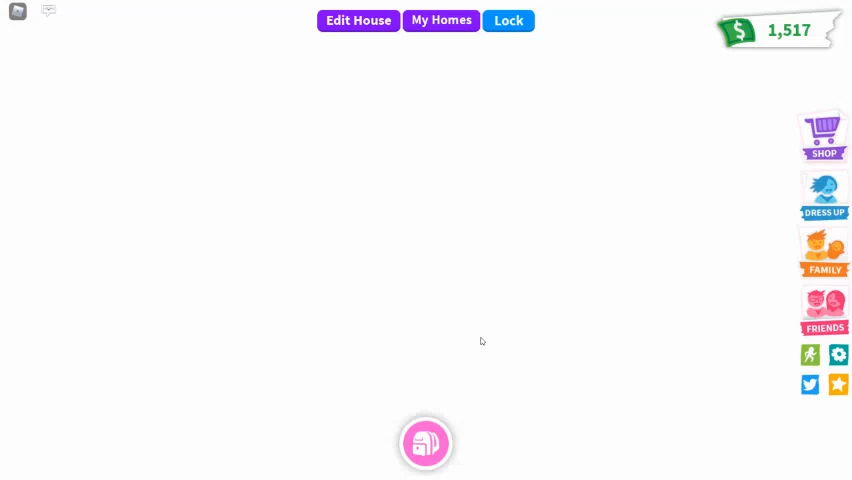 Edit House
My Homes
Lock
$ 1,517
SHOP
DRESS UP
FAMILY
FRIENDS